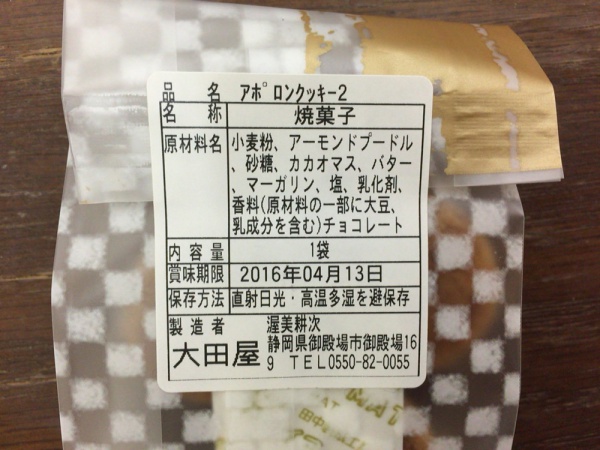 品名 アポロンクッキー2
名称 焼菓子
原材料名 小麦粉、アーモンドプードル
、砂糖、カカオマス、バター
、マーガリン、塩、乳化剤、
香料(原材料の一部に大豆、
乳成分を含む)チョコレート
内容量 1袋
賞味期限 2016年04月13日
保存方法 直射日光・高温多湿を避保存
製造者 渥美耕次
大田屋 静岡県御殿場市御殿場16
9 TEL0550-82-0055